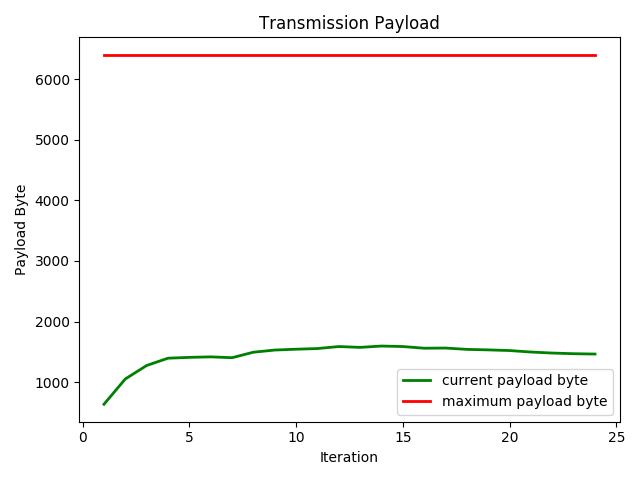 Transmission Payload
Payload Byte
6000
5000
4000
3000
2000
1000
current payload byte
maximum payload byte
0
5
10
15
20
25
Iteration